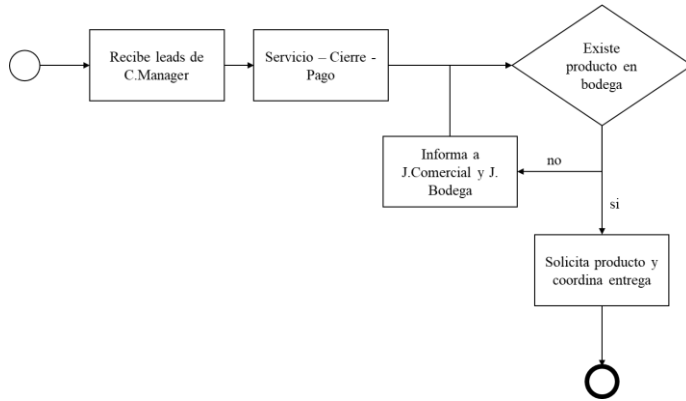 Recibe leads de
C.Manager
Servicio – Cierre -
Pago
Existe
producto en
bodega
Informa a
J.Comercial y J.
Bodega
no
si
Solicita producto y
coordina entrega